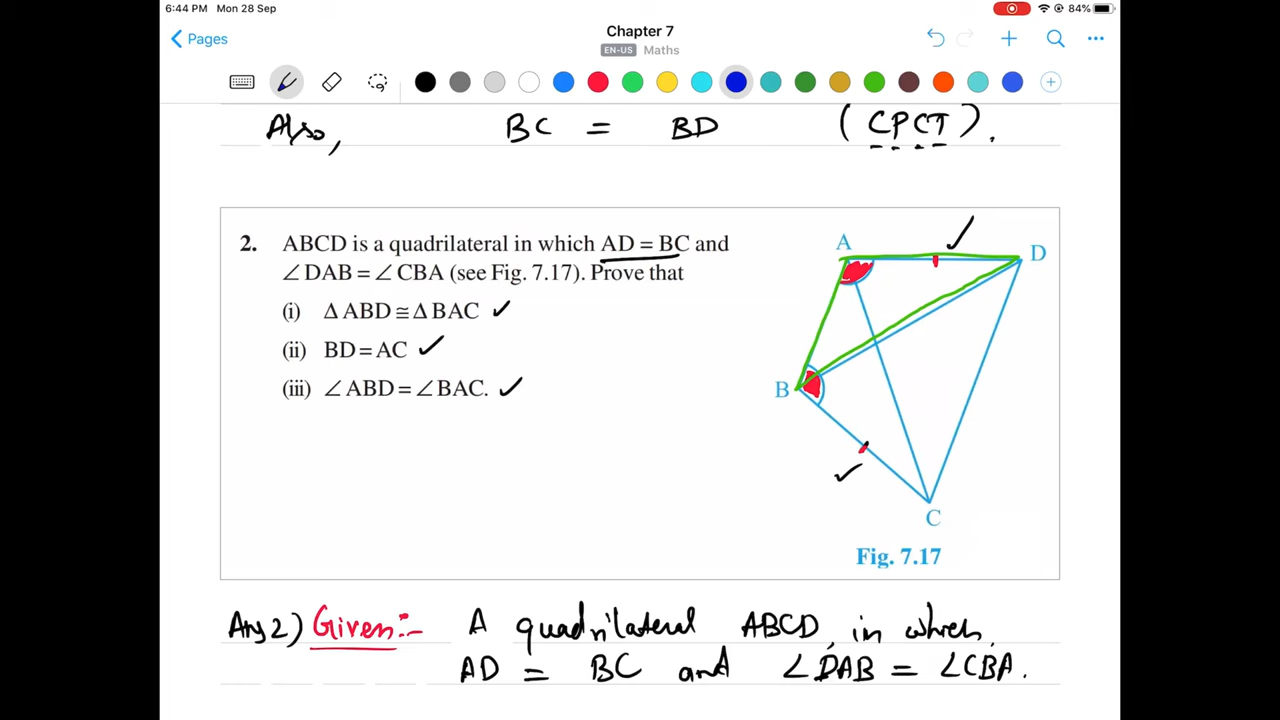 6:44 PM Mon 28 Sep
84%
Pages
Chapter 7
EN-US Maths
Also, BC = BD (CPCT).
2. ABCD is a quadrilateral in which AD = BC and
∠DAB = ∠CBA (see Fig. 7.17). Prove that
(i) Δ ABD ≅ Δ BAC
(ii) BD = AC
(iii) ∠ABD = ∠BAC.
A
D
B
C
Fig. 7.17
Ans 2) Given:- A quadrilateral ABCD, in which,
AD = BC and ∠DAB = ∠CBA.